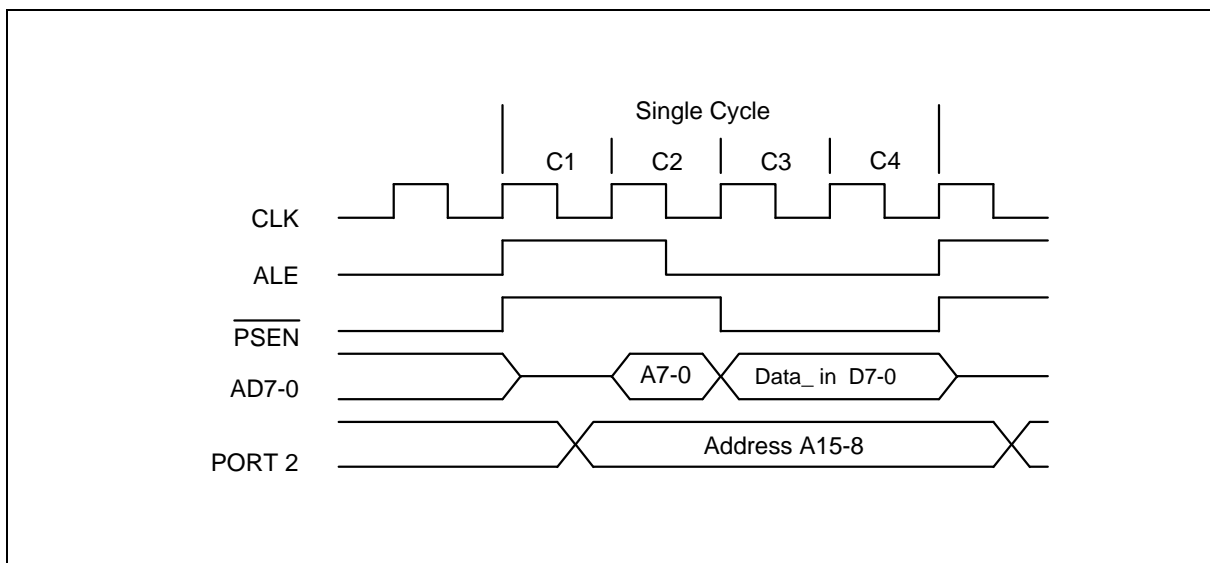 Single Cycle
C1 C2 C3 C4
CLK
ALE
PSEN
AD7-0 A7-0 Data_ in D7-0
PORT 2 Address A15-8